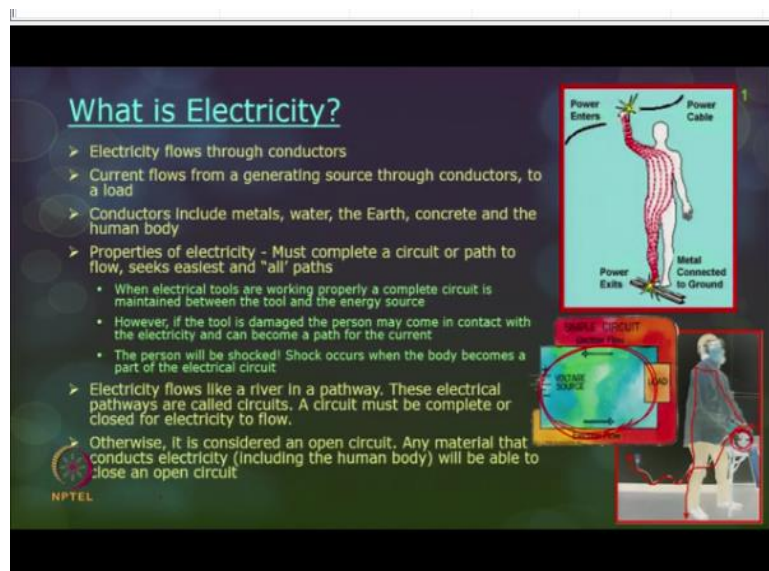 What is Electricity?
➢ Electricity flows through conductors
➢ Current flows from a generating source through conductors, to
a load
➢ Conductors include metals, water, the Earth, concrete and the
human body
➢ Properties of electricity - Must complete a circuit or path to
flow, seeks easiest and “all’ paths
• When electrical tools are working properly a complete circuit is
maintained between the tool and the energy source
• However, if the tool is damaged the person may come in contact with
the electricity and can become a path for the current
• The person will be shocked! Shock occurs when the body becomes a
part of the electrical circuit
➢ Electricity flows like a river in a pathway. These electrical
pathways are called circuits. A circuit must be complete or
closed for electricity to flow.
➢ Otherwise, it is considered an open circuit. Any material that
conducts electricity (including the human body) will be able to
close an open circuit
NPTEL
1
Power
Enters
Power
Cable
Power
Exits
Metal
Connected
to Ground
SIMPLE CIRCUIT
Electron Flow
VOLTAGE
SOURCE
LOAD
Electron Flow